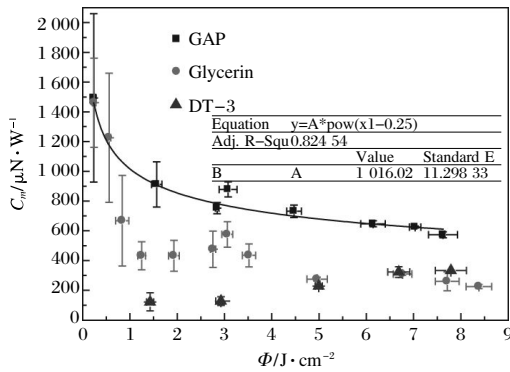 GAP
Glycerin
DT-3
Equation y=A*pow(x1-0.25)
Adj. R-Squ 0.824 54
Value Standard E
B A 1 016.02 11.298 33
Cm/μN·W⁻¹
2 000
1 800
1 600
1 400
1 200
1 000
800
600
400
200
0
0 1 2 3 4 5 6 7 8 9
Φ/J·cm⁻²